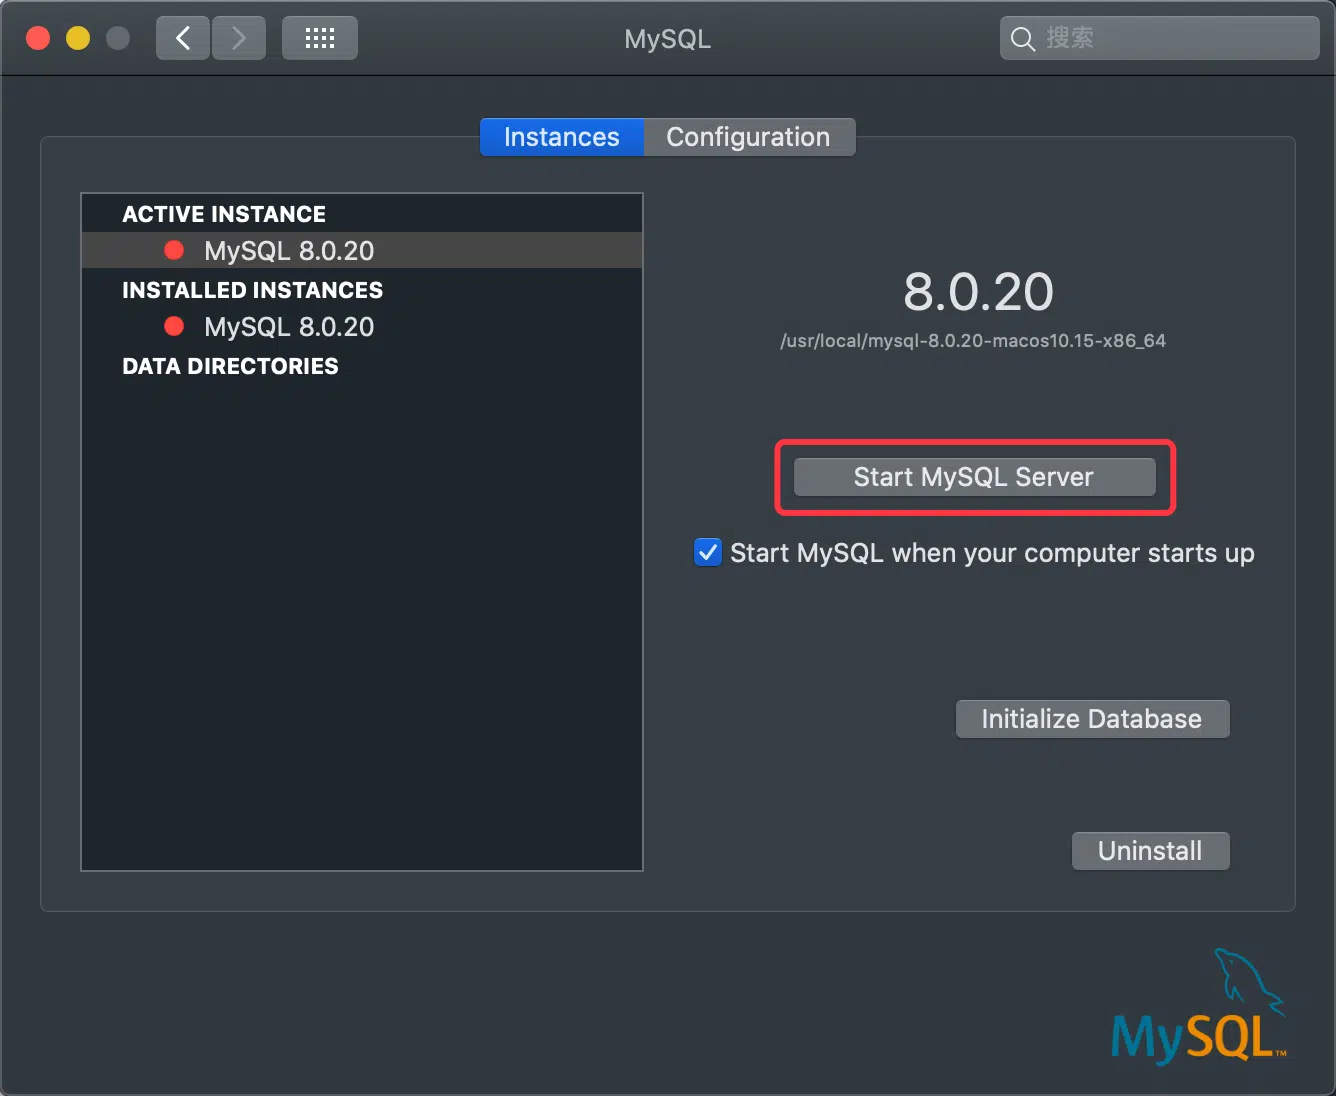 MySQL
搜索
Instances
Configuration
ACTIVE INSTANCE
MySQL 8.0.20
INSTALLED INSTANCES
MySQL 8.0.20
DATA DIRECTORIES
8.0.20
/usr/local/mysql-8.0.20-macos10.15-x86_64
Start MySQL Server
Start MySQL when your computer starts up
Initialize Database
Uninstall
MySQL™